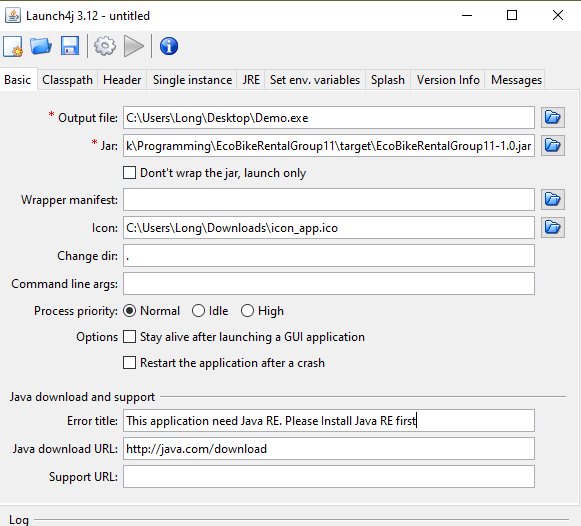 Launch4j 3.12 - untitled
Basic Classpath Header Single instance JRE Set env. variables Splash Version Info Messages
* Output file: C:\Users\Long\Desktop\Demo.exe
* Jar: k\Programming\EcoBikeRentalGroup11\target\EcoBikeRentalGroup11-1.0.jar
Dont't wrap the jar, launch only
Wrapper manifest:
Icon: C:\Users\Long\Downloads\icon_app.ico
Change dir: .
Command line args:
Process priority: Normal Idle High
Options Stay alive after launching a GUI application
Restart the application after a crash
Java download and support
Error title: This application need Java RE. Please Install Java RE first
Java download URL: http://java.com/download
Support URL:
Log